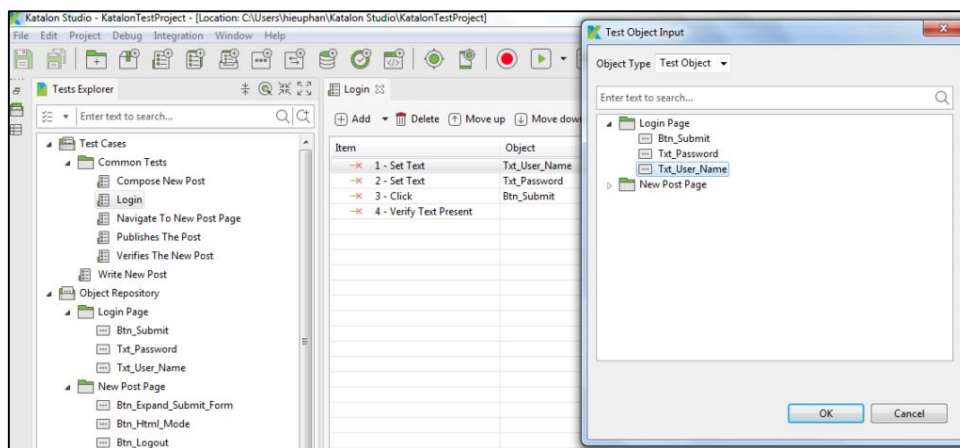 Katalon Studio - KatalonTestProject - [Location: C:\Users\hieuphan\Katalon Studio\KatalonTestProject]
File Edit Project Debug Integration Window Help
Tests Explorer
Enter text to search...
Test Cases
Common Tests
Compose New Post
Login
Navigate To New Post Page
Publishes The Post
Verifies The New Post
Write New Post
Object Repository
Login Page
Btn_Submit
Txt_Password
Txt_User_Name
New Post Page
Btn_Expand_Submit_Form
Btn_Html_Mode
Btn_Logout
Login
Add Delete Move up Move down
Item Object
1 - Set Text Txt_User_Name
2 - Set Text Txt_Password
3 - Click Btn_Submit
4 - Verify Text Present
Test Object Input
Object Type Test Object
Enter text to search...
Login Page
Btn_Submit
Txt_Password
Txt_User_Name
New Post Page
OK Cancel